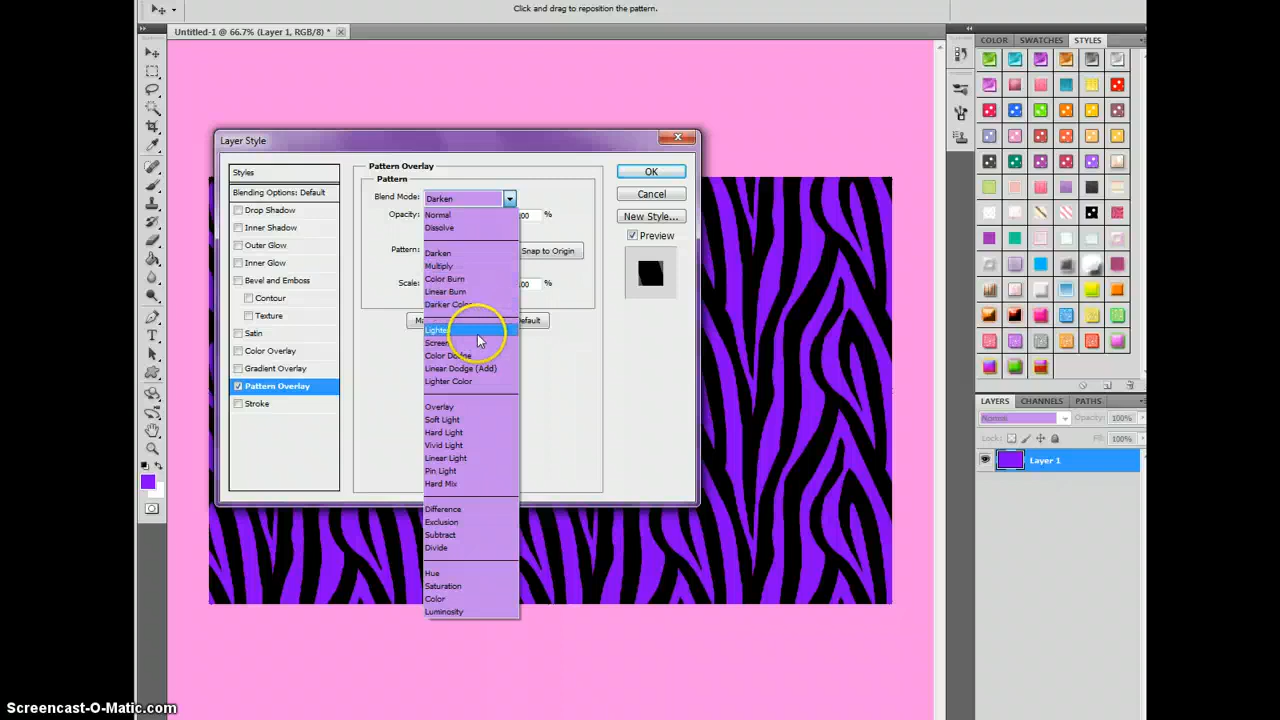 Click and drag to reposition the pattern.
Untitled-1 @ 66.7% (Layer 1, RGB/8) *
COLOR SWATCHES STYLES
Layer Style
Styles
Blending Options: Default
Drop Shadow
Inner Shadow
Outer Glow
Inner Glow
Bevel and Emboss
Contour
Texture
Satin
Color Overlay
Gradient Overlay
Pattern Overlay
Stroke
Pattern Overlay
Pattern
Blend Mode: Darken
Opacity: %
Pattern: Snap to Origin
Scale: %
Normal
Dissolve
Darken
Multiply
Color Burn
Linear Burn
Darker Color
Screen
Color Dodge
Linear Dodge (Add)
Lighter Color
Overlay
Soft Light
Hard Light
Vivid Light
Linear Light
Pin Light
Hard Mix
Difference
Exclusion
Subtract
Divide
Hue
Saturation
Color
Luminosity
OK
Cancel
New Style...
Preview
LAYERS CHANNELS PATHS
Normal Opacity: 100%
Lock: Fill: 100%
Layer 1
Screencast-O-Matic.com